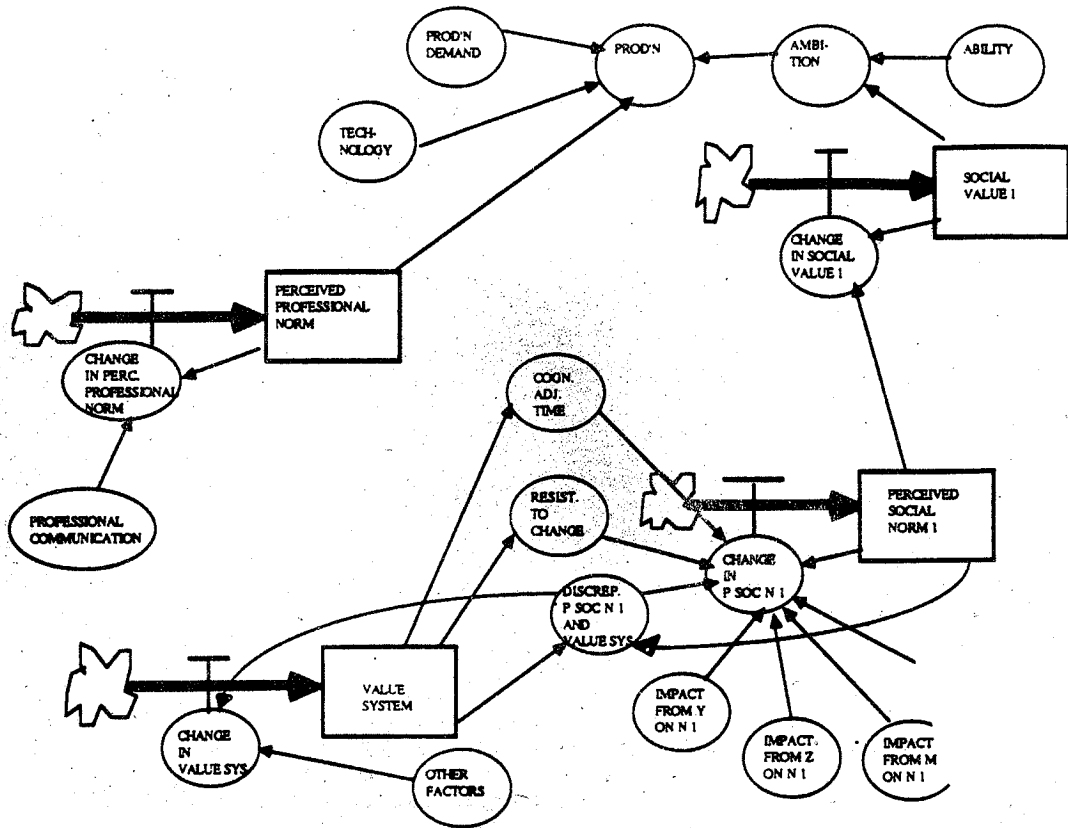 PROD'N
DEMAND
PROD'N
AMBI-
TION
ABILITY
TECH-
NOLOGY
SOCIAL
VALUE 1
CHANGE
IN SOCIAL
VALUE 1
PERCEIVED
PROFESSIONAL
NORM
CHANGE
IN PERC.
PROFESSIONAL
NORM
COGN.
ADJ.
TIME
PROFESSIONAL
COMMUNICATION
RESIST.
TO
CHANGE
PERCEIVED
SOCIAL
NORM 1
CHANGE
IN
P SOC N 1
DISCREP.
P SOC N 1
AND
VALUE SYS
VALUE
SYSTEM
CHANGE
IN
VALUE SYS
OTHER
FACTORS
IMPACT
FROM Y
ON N 1
IMPACT
FROM Z
ON N 1
IMPACT
FROM M
ON N 1